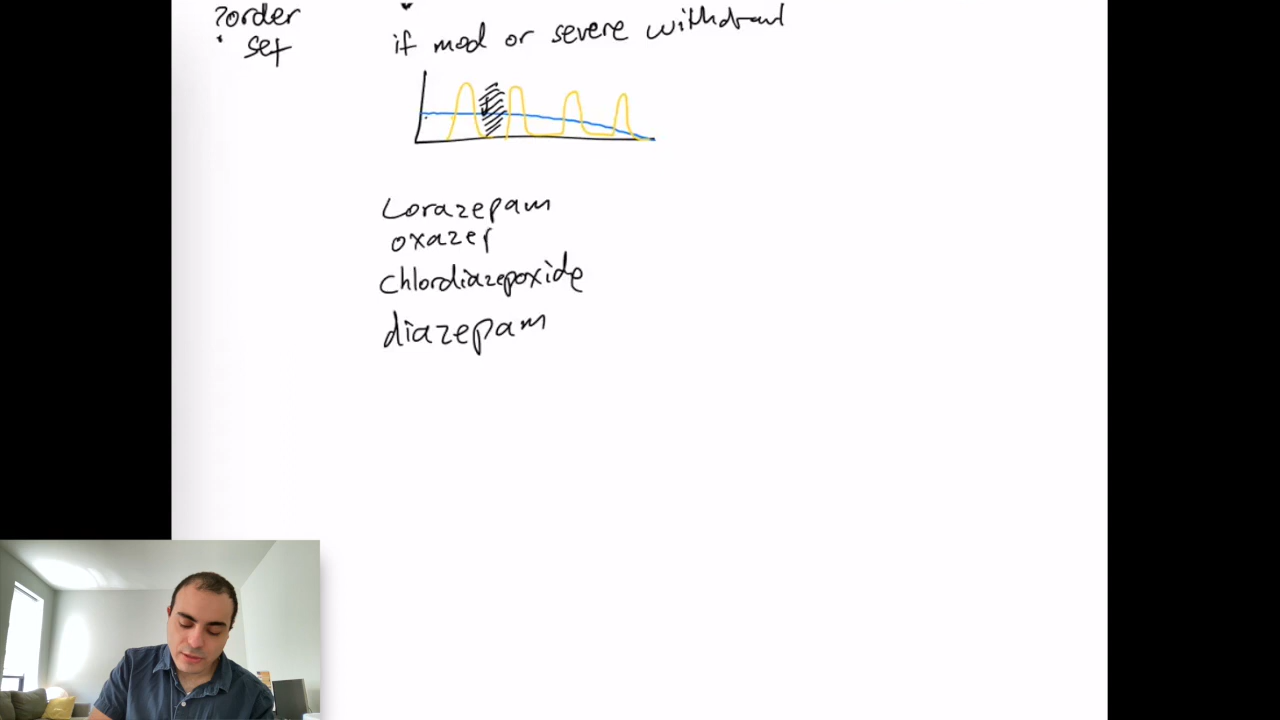 ?order
• set
if mod or severe withdrawl
Lorazepam
oxazep
chlordiazepoxide
diazepam